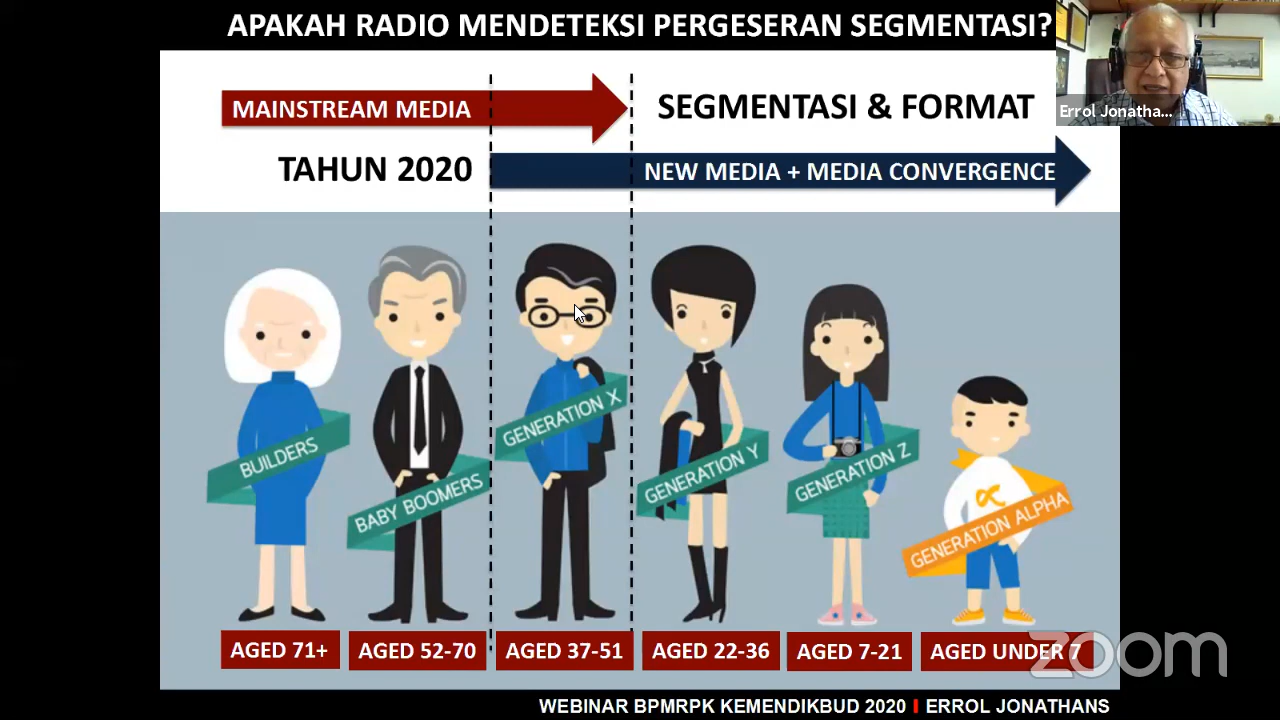 APAKAH RADIO MENDETEKSI PERGESERAN SEGMENTASI?
MAINSTREAM MEDIA
SEGMENTASI & FORMAT
Errol Jonatha...
TAHUN 2020
NEW MEDIA + MEDIA CONVERGENCE
BUILDERS
BABY BOOMERS
GENERATION X
GENERATION Y
GENERATION Z
GENERATION ALPHA
AGED 71+
AGED 52-70
AGED 37-51
AGED 22-36
AGED 7-21
AGED UNDER 7
zoom
WEBINAR BPMRPK KEMENDIKBUD 2020 I ERROL JONATHANS